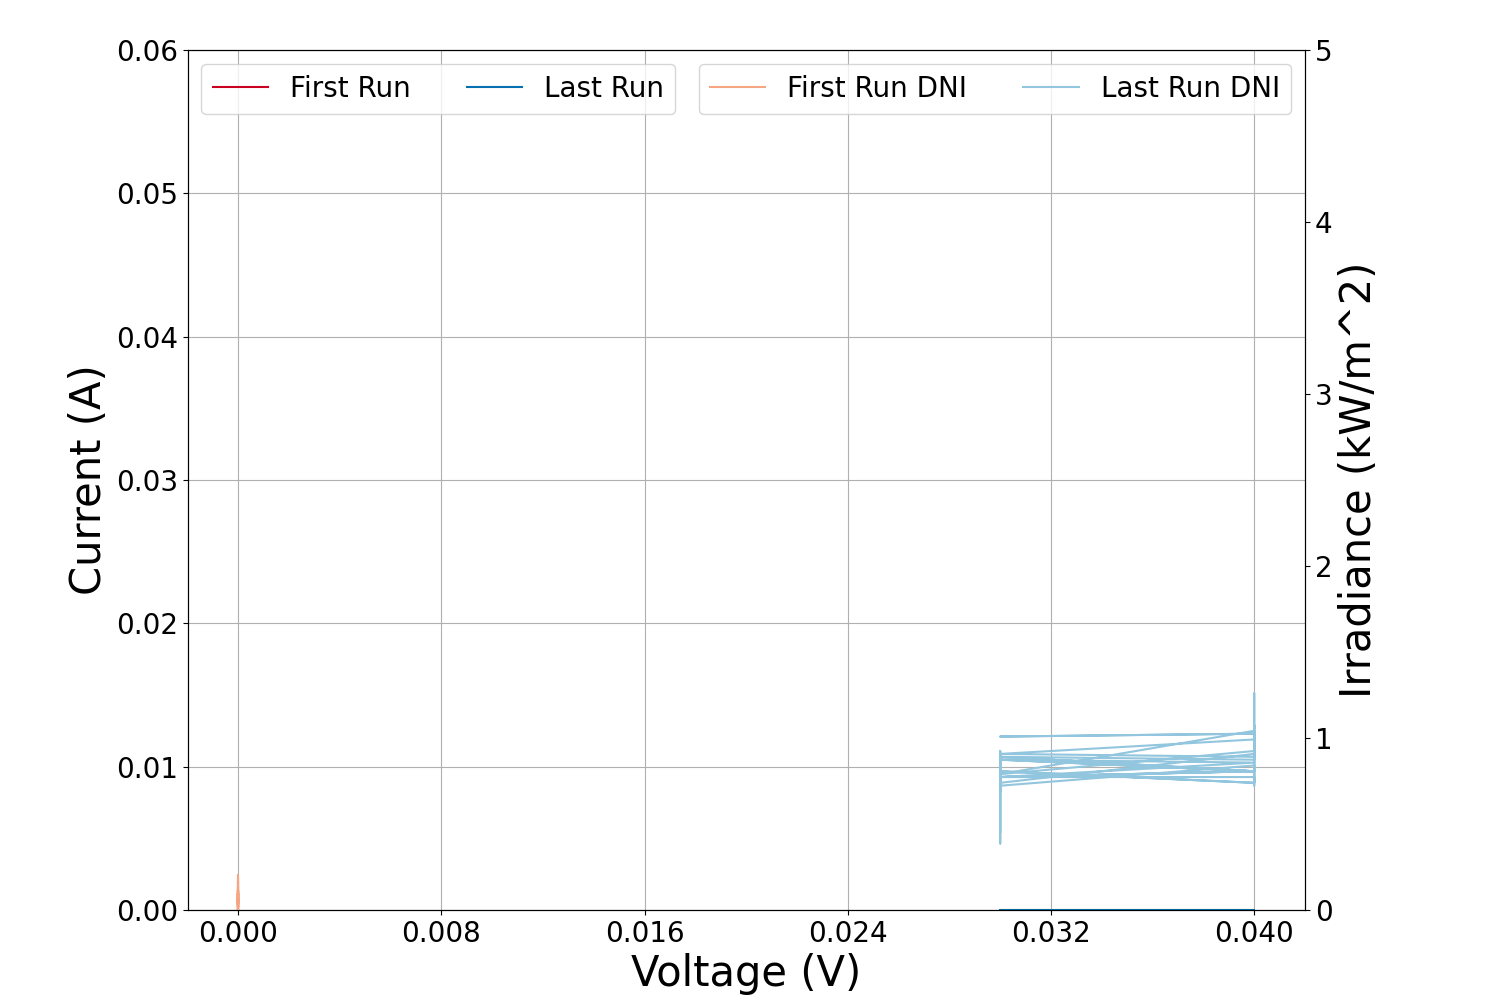 First Run
Last Run
First Run DNI
Last Run DNI
0.06
0.05
0.04
0.03
0.02
0.01
0.00
Current (A)
5
4
3
2
1
0
Irradiance (kW/m^2)
0.000 0.008 0.016 0.024 0.032 0.040
Voltage (V)